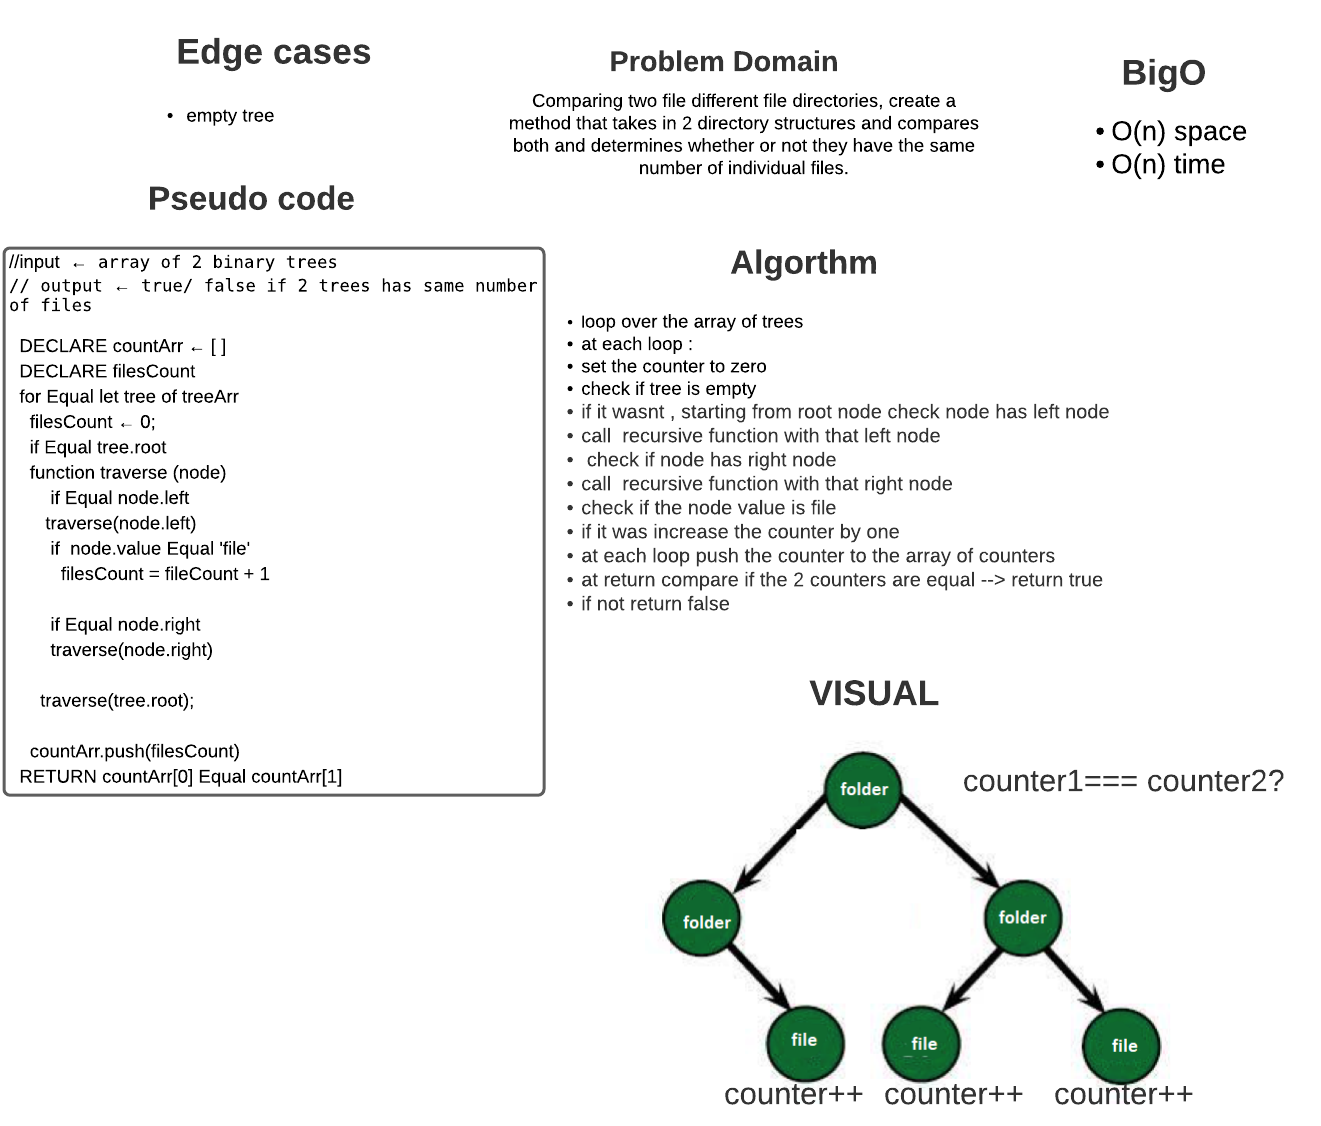 Edge cases
• empty tree
Problem Domain
Comparing two file different file directories, create a
method that takes in 2 directory structures and compares
both and determines whether or not they have the same
number of individual files.
BigO
• O(n) space
• O(n) time
Pseudo code
//input ← array of 2 binary trees
// output ← true/ false if 2 trees has same number
of files
DECLARE countArr ← [ ]
DECLARE filesCount
for Equal let tree of treeArr
filesCount ← 0;
if Equal tree.root
function traverse (node)
if Equal node.left
traverse(node.left)
if  node.value Equal 'file'
filesCount = fileCount + 1
if Equal node.right
traverse(node.right)
traverse(tree.root);
countArr.push(filesCount)
RETURN countArr[0] Equal countArr[1]
Algorthm
• loop over the array of trees
• at each loop :
• set the counter to zero
• check if tree is empty
• if it wasnt , starting from root node check node has left node
• call  recursive function with that left node
• check if node has right node
• call  recursive function with that right node
• check if the node value is file
• if it was increase the counter by one
• at each loop push the counter to the array of counters
• at return compare if the 2 counters are equal --> return true
• if not return false
VISUAL
folder
counter1=== counter2?
folder
folder
file
file
file
counter++
counter++
counter++